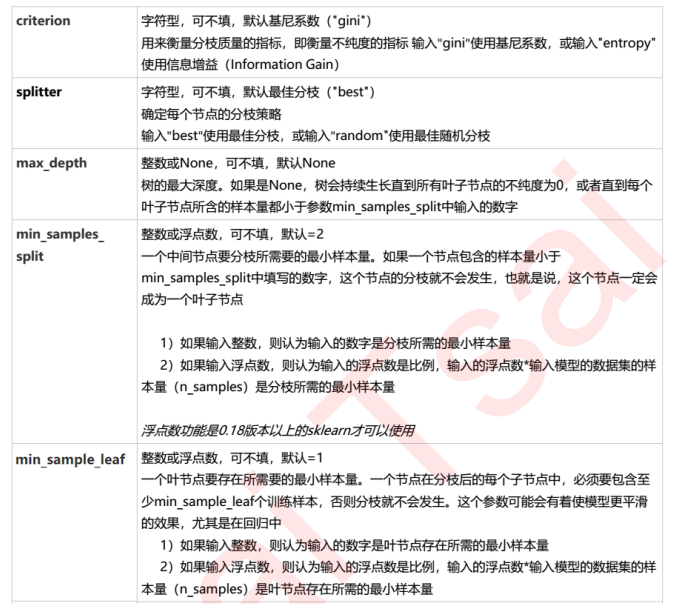 criterion
字符型，可不填，默认基尼系数（"gini"）
用来衡量分枝质量的指标，即衡量不纯度的指标 输入"gini"使用基尼系数，或输入"entropy"
使用信息增益（Information Gain）
splitter
字符型，可不填，默认最佳分枝（"best"）
确定每个节点的分枝策略
输入"best"使用最佳分枝，或输入"random"使用最佳随机分枝
max_depth
整数或None，可不填，默认None
树的最大深度。如果是None，树会持续生长直到所有叶子节点的不纯度为0，或者直到每个
叶子节点所含的样本量都小于参数min_samples_split中输入的数字
min_samples_
split
整数或浮点数，可不填，默认=2
一个中间节点要分枝所需要的最小样本量。如果一个节点包含的样本量小于
min_samples_split中填写的数字，这个节点的分枝就不会发生，也就是说，这个节点一定会
成为一个叶子节点
1）如果输入整数，则认为输入的数字是分枝所需的最小样本量
2）如果输入浮点数，则认为输入的浮点数是比例，输入的浮点数*输入模型的数据集的样
本量（n_samples）是分枝所需的最小样本量
浮点数功能是0.18版本以上的sklearn才可以使用
min_sample_leaf
整数或浮点数，可不填，默认=1
一个叶节点要存在所需要的最小样本量。一个节点在分枝后的每个子节点中，必须要包含至
少min_sample_leaf个训练样本，否则分枝就不会发生。这个参数可能会有着使模型更平滑
的效果，尤其是在回归中
1）如果输入整数，则认为输入的数字是叶节点存在所需的最小样本量
2）如果输入浮点数，则认为输入的浮点数是比例，输入的浮点数*输入模型的数据集的样
本量（n_samples）是叶节点存在所需的最小样本量
ai Tsai